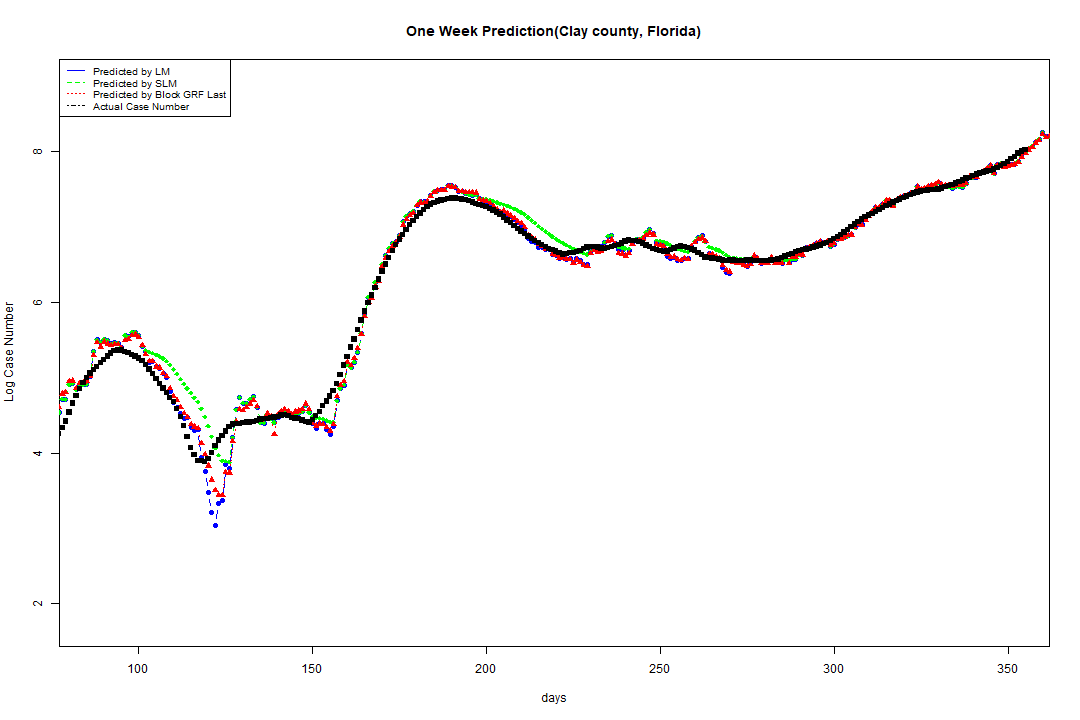 One Week Prediction(Clay county, Florida)
Predicted by LM
Predicted by SLM
Predicted by Block GRF Last
Actual Case Number
8
6
4
2
Log Case Number
100 150 200 250 300 350
days